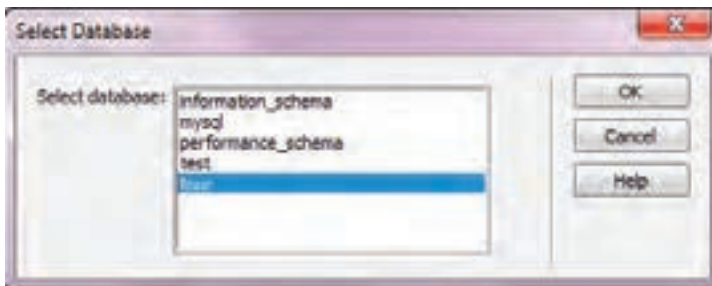 Select Database
Select database:
information_schema
mysql
performance_schema
test
OK
Cancel
Help